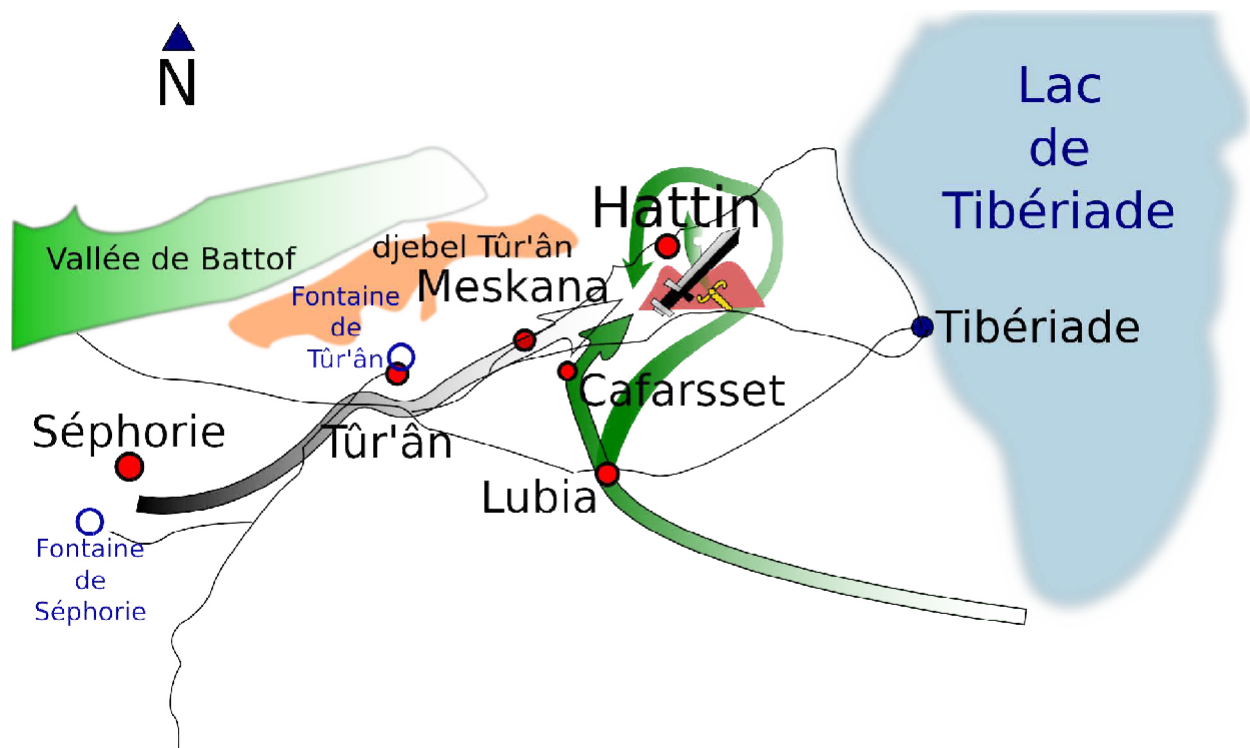 N
Lac
de
Tibériade
Hattin
Vallée de Battof
djebel Tûr'ân
Meskana
Fontaine
de
Tûr'ân
Tibériade
Cafarsset
Séphorie
Tûr'ân
Lubia
Fontaine
de
Séphorie